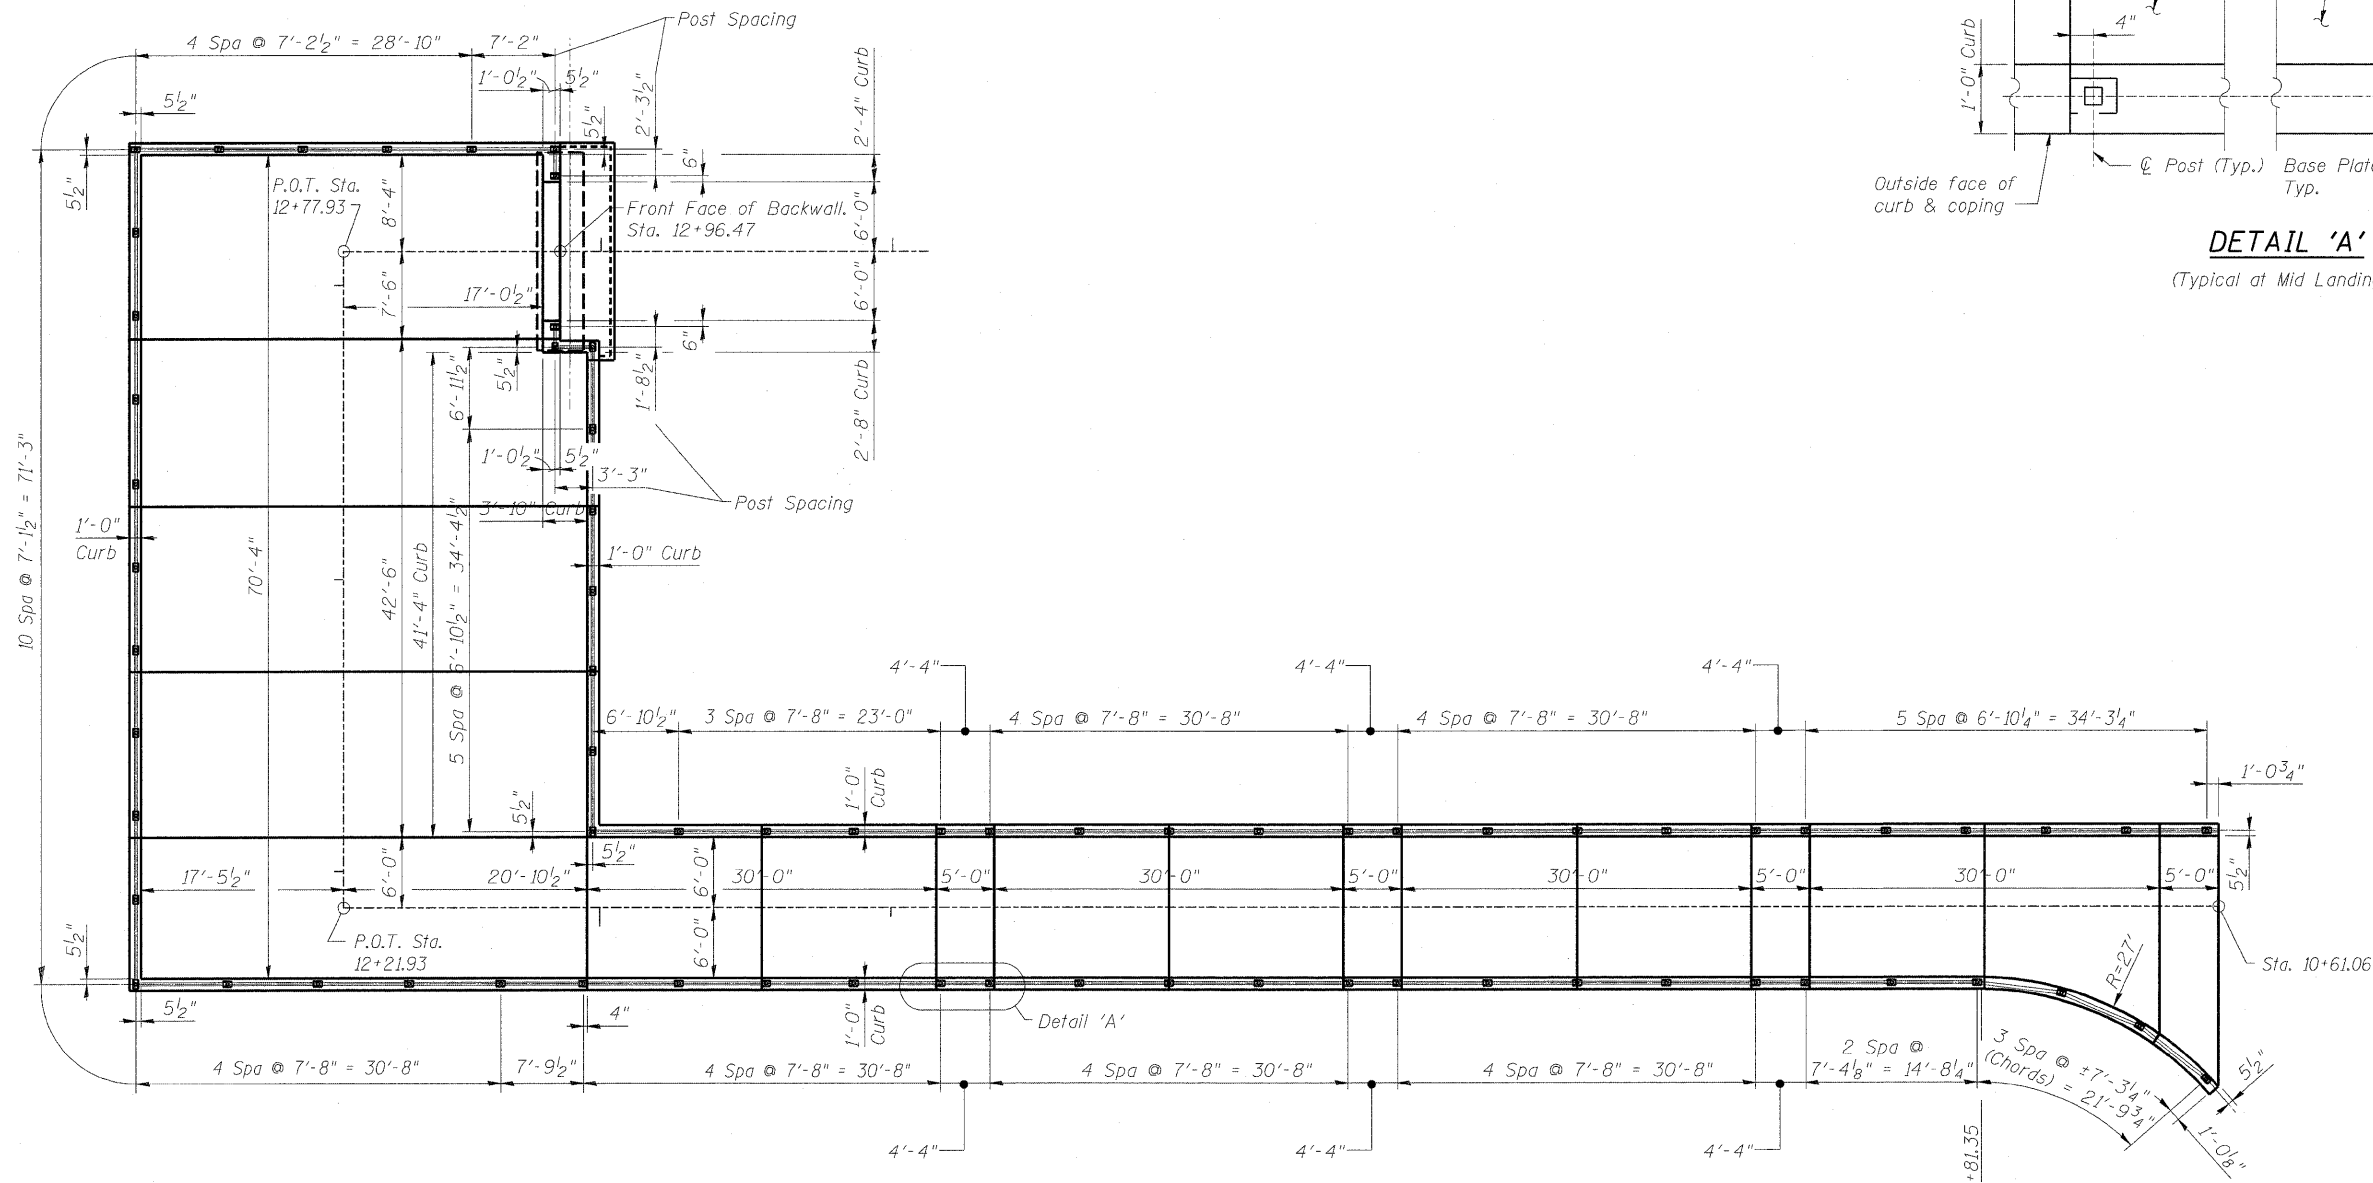 Post Spacing
4 Spa @ 7'-2½" = 28'-10"
7'-2"
1'-0½"
5½"
2'-3½"
2'-4" Curb
5½"
5½"
6"
5½"
P.O.T. Sta.
12+77.93
8'-4"
Front Face of Backwall.
Sta. 12+96.47
6'-0"
7'-6"
17'-0½"
6'-0"
6"
5½"
6'-11½"
1'-8½"
2'-8" Curb
1'-0½"
5½"
3'-3"
3'-10" Curb
Post Spacing
10 Spa @ 7'-1½" = 71'-3"
1'-0"
Curb
70'-4"
42'-6"
41'-4" Curb
5 Spa @ 6'-10½" = 34'-4½"
1'-0" Curb
4'-4"
4'-4"
4'-4"
6'-10½"
3 Spa @ 7'-8" = 23'-0"
4 Spa @ 7'-8" = 30'-8"
4 Spa @ 7'-8" = 30'-8"
5 Spa @ 6'-10¼" = 34'-3¼"
1'-0¾"
5½"
1'-0"
Curb
5½"
17'-5½"
6'-0"
20'-10½"
6'-0"
30'-0"
5'-0"
30'-0"
5'-0"
30'-0"
5'-0"
30'-0"
5'-0"
5½"
P.O.T. Sta.
12+21.93
5½"
6'-0"
R=27'
Sta. 10+61.06
5½"
4"
1'-0"
Curb
Detail 'A'
4 Spa @ 7'-8" = 30'-8"
7'-9½"
4 Spa @ 7'-8" = 30'-8"
4 Spa @ 7'-8" = 30'-8"
4 Spa @ 7'-8" = 30'-8"
2 Spa @
7'-4⅛" = 14'-8¼"
3 Spa @ ±7'-3¼"
(Chords) = 21'-9¾"
5½"
1'-0⅛"
4'-4"
4'-4"
4'-4"
+81.35
4"
1'-0" Curb
℄ Post (Typ.)
Base Plate
Typ.
Outside face of
curb & coping
DETAIL 'A'
(Typical at Mid